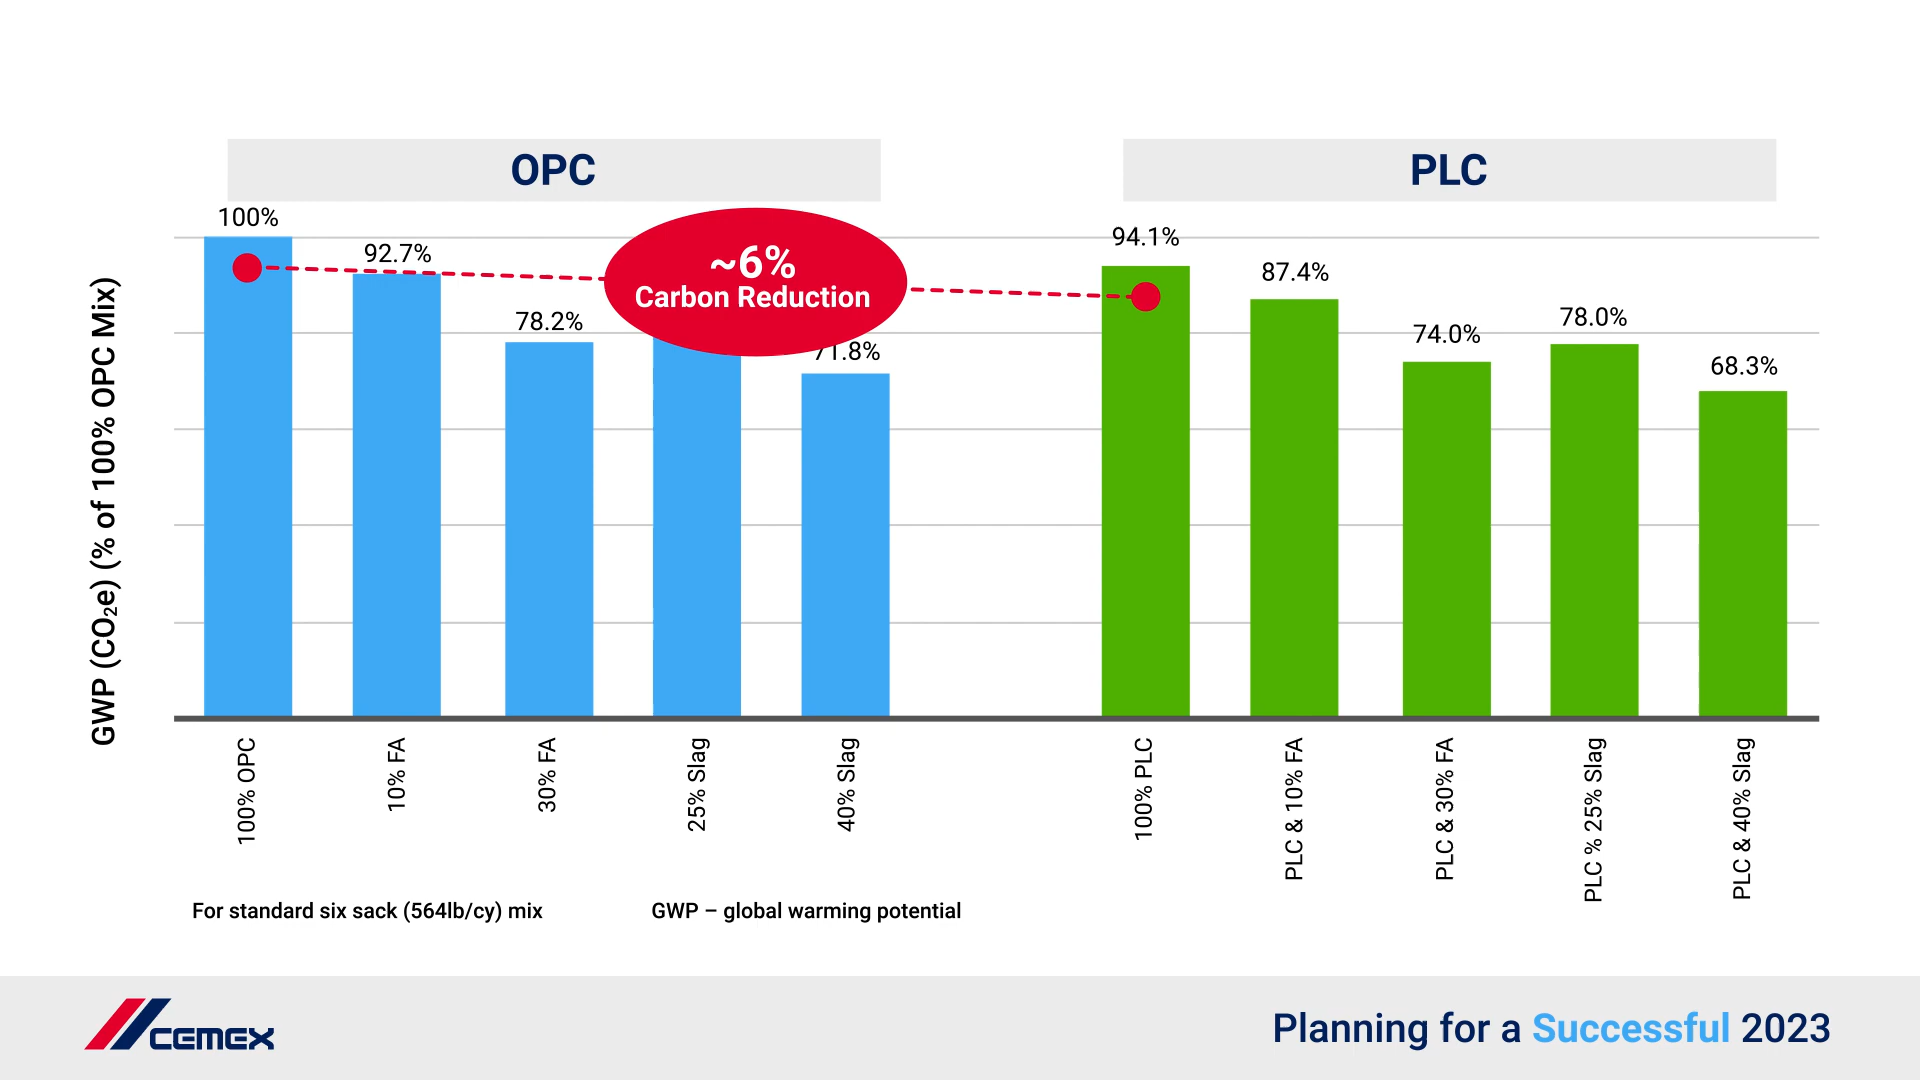 OPC
PLC
100%
92.7%
78.2%
71.8%
~6%
Carbon Reduction
94.1%
87.4%
74.0%
78.0%
68.3%
GWP (CO₂e) (% of 100% OPC Mix)
100% OPC
10% FA
30% FA
25% Slag
40% Slag
100% PLC
PLC & 10% FA
PLC & 30% FA
PLC % 25% Slag
PLC & 40% Slag
For standard six sack (564lb/cy) mix
GWP – global warming potential
CEMEX
Planning for a Successful 2023